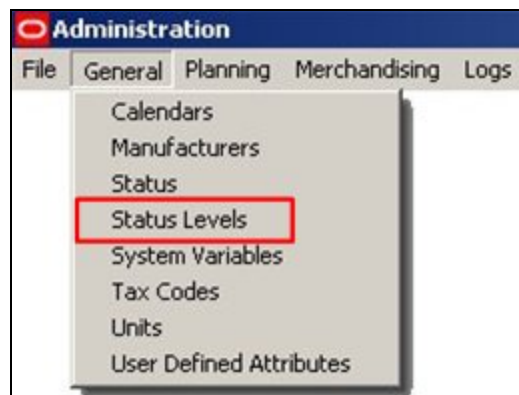 Administration
File General Planning Merchandising Logs
Calendars
Manufacturers
Status
Status Levels
System Variables
Tax Codes
Units
User Defined Attributes